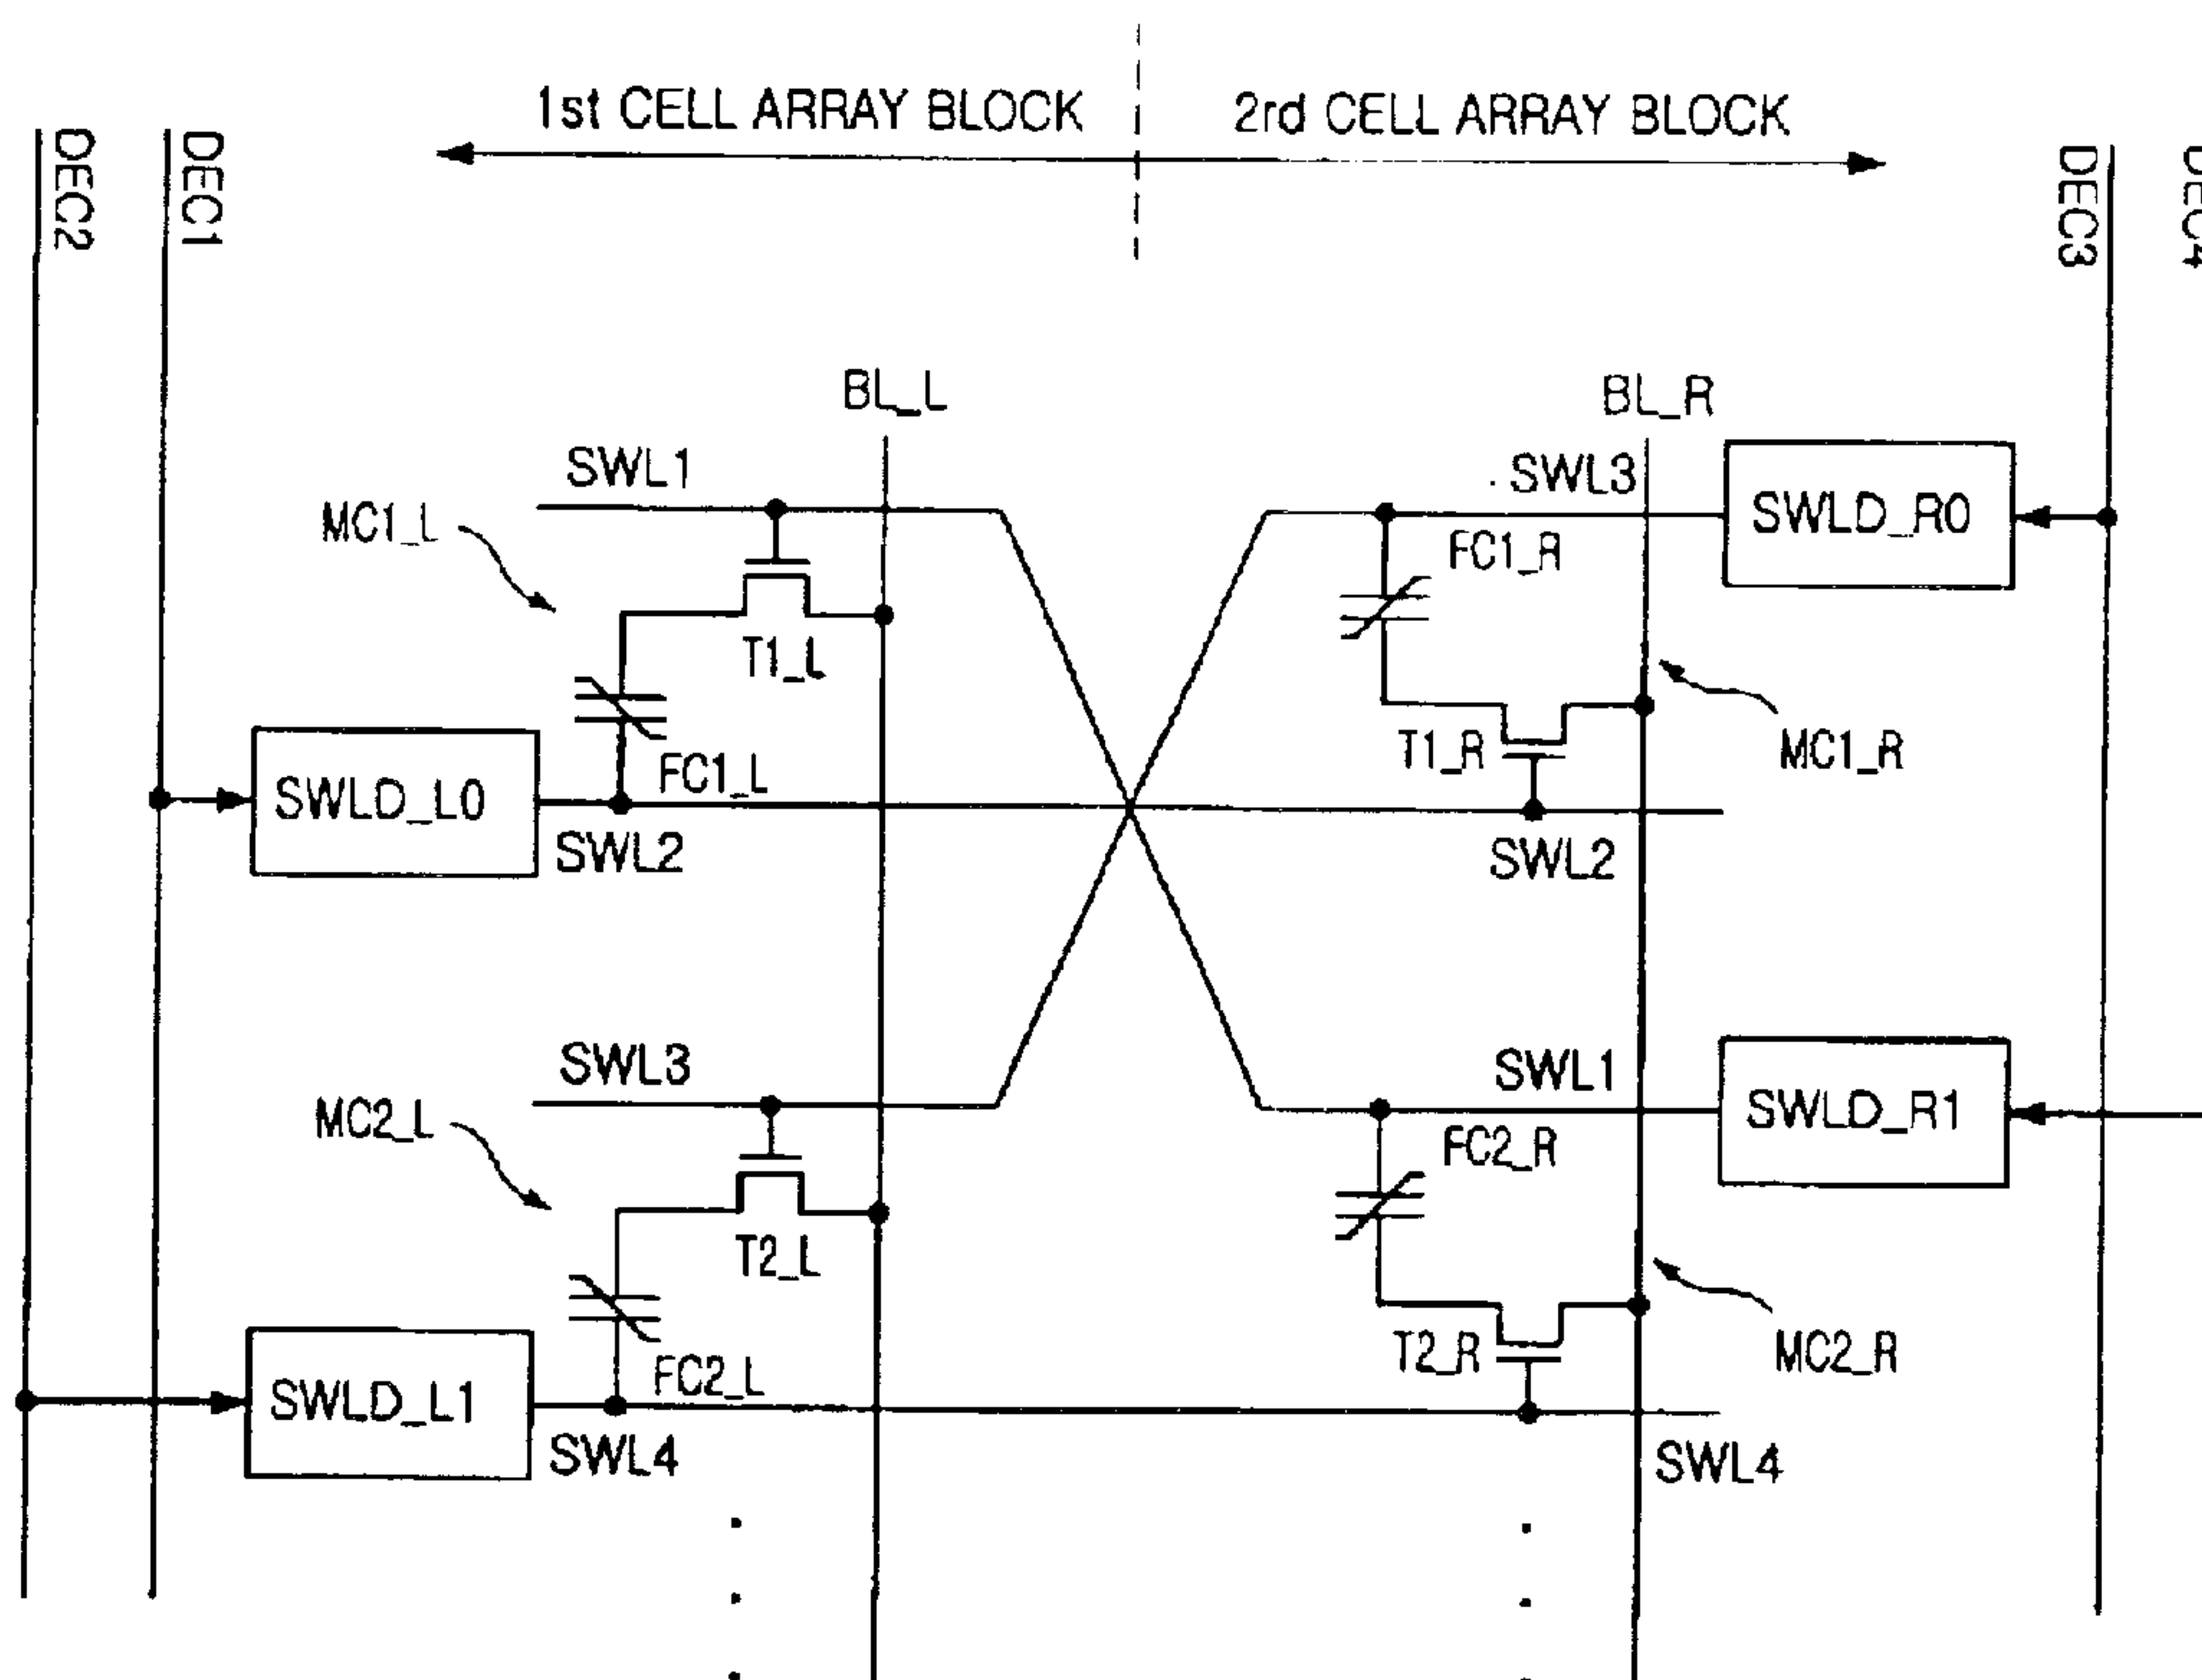 1st CELL ARRAY BLOCK
2rd CELL ARRAY BLOCK
DEC2
DEC1
DEC3
DEC4
BL_L
BL_R
SWL1
SWL3
MC1_L
FC1_R
SWLD_R0
T1_L
T1_R
MC1_R
FC1_L
SWLD_L0
SWL2
SWL2
SWL3
SWL1
MC2_L
FC2_R
SWLD_R1
T2_L
T2_R
MC2_R
FC2_L
SWLD_L1
SWL4
SWL4